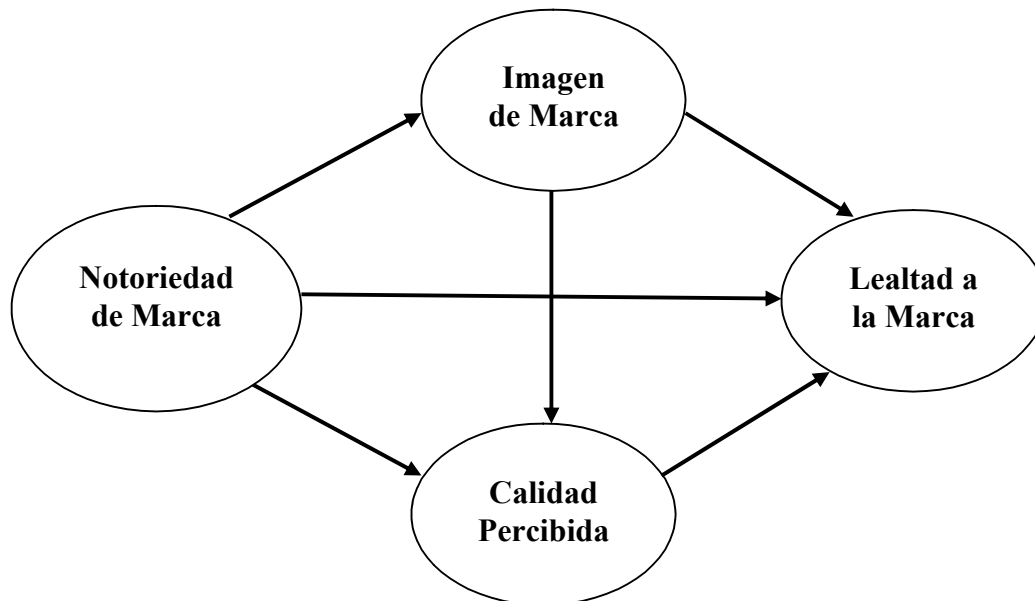 Imagen
de Marca
Notoriedad
de Marca
Lealtad a
la Marca
Calidad
Percibida